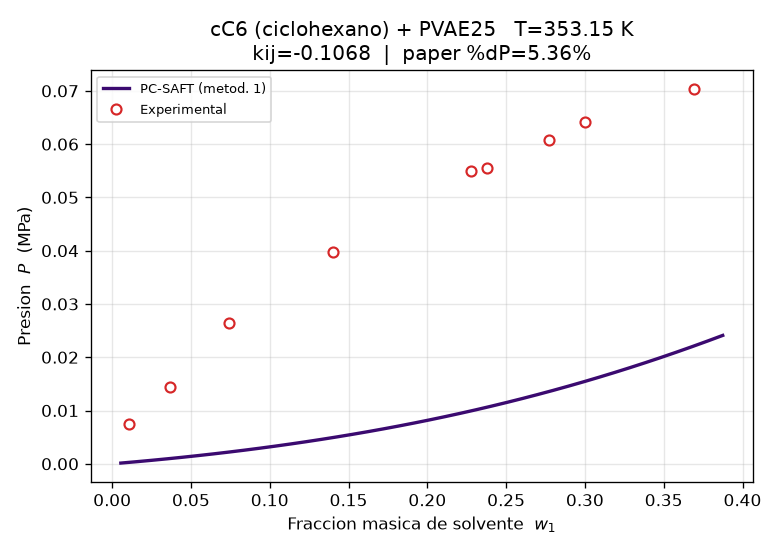 cC6 (ciclohexano) + PVAE25 T=353.15 K
kij=-0.1068 | paper %dP=5.36%
PC-SAFT (metod. 1)
Experimental
Presion P (MPa)
0.07
0.06
0.05
0.04
0.03
0.02
0.01
0.00
0.00 0.05 0.10 0.15 0.20 0.25 0.30 0.35 0.40
Fraccion masica de solvente w1